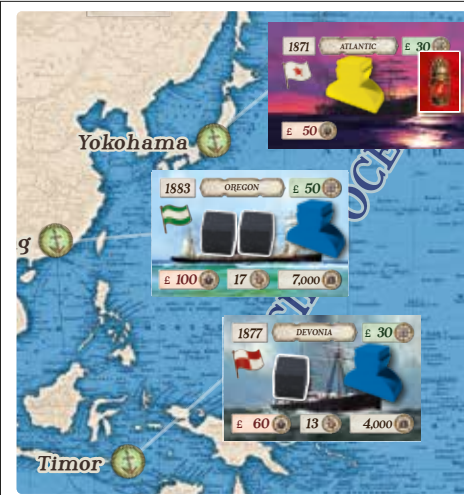 1871 ATLANTIC £ 30
£ 50
Yokohama
OCE
1883 OREGON £ 50
g
£ 100 17 7,000
1877 DEVONIA £ 30
£ 60 13 4,000
Timor